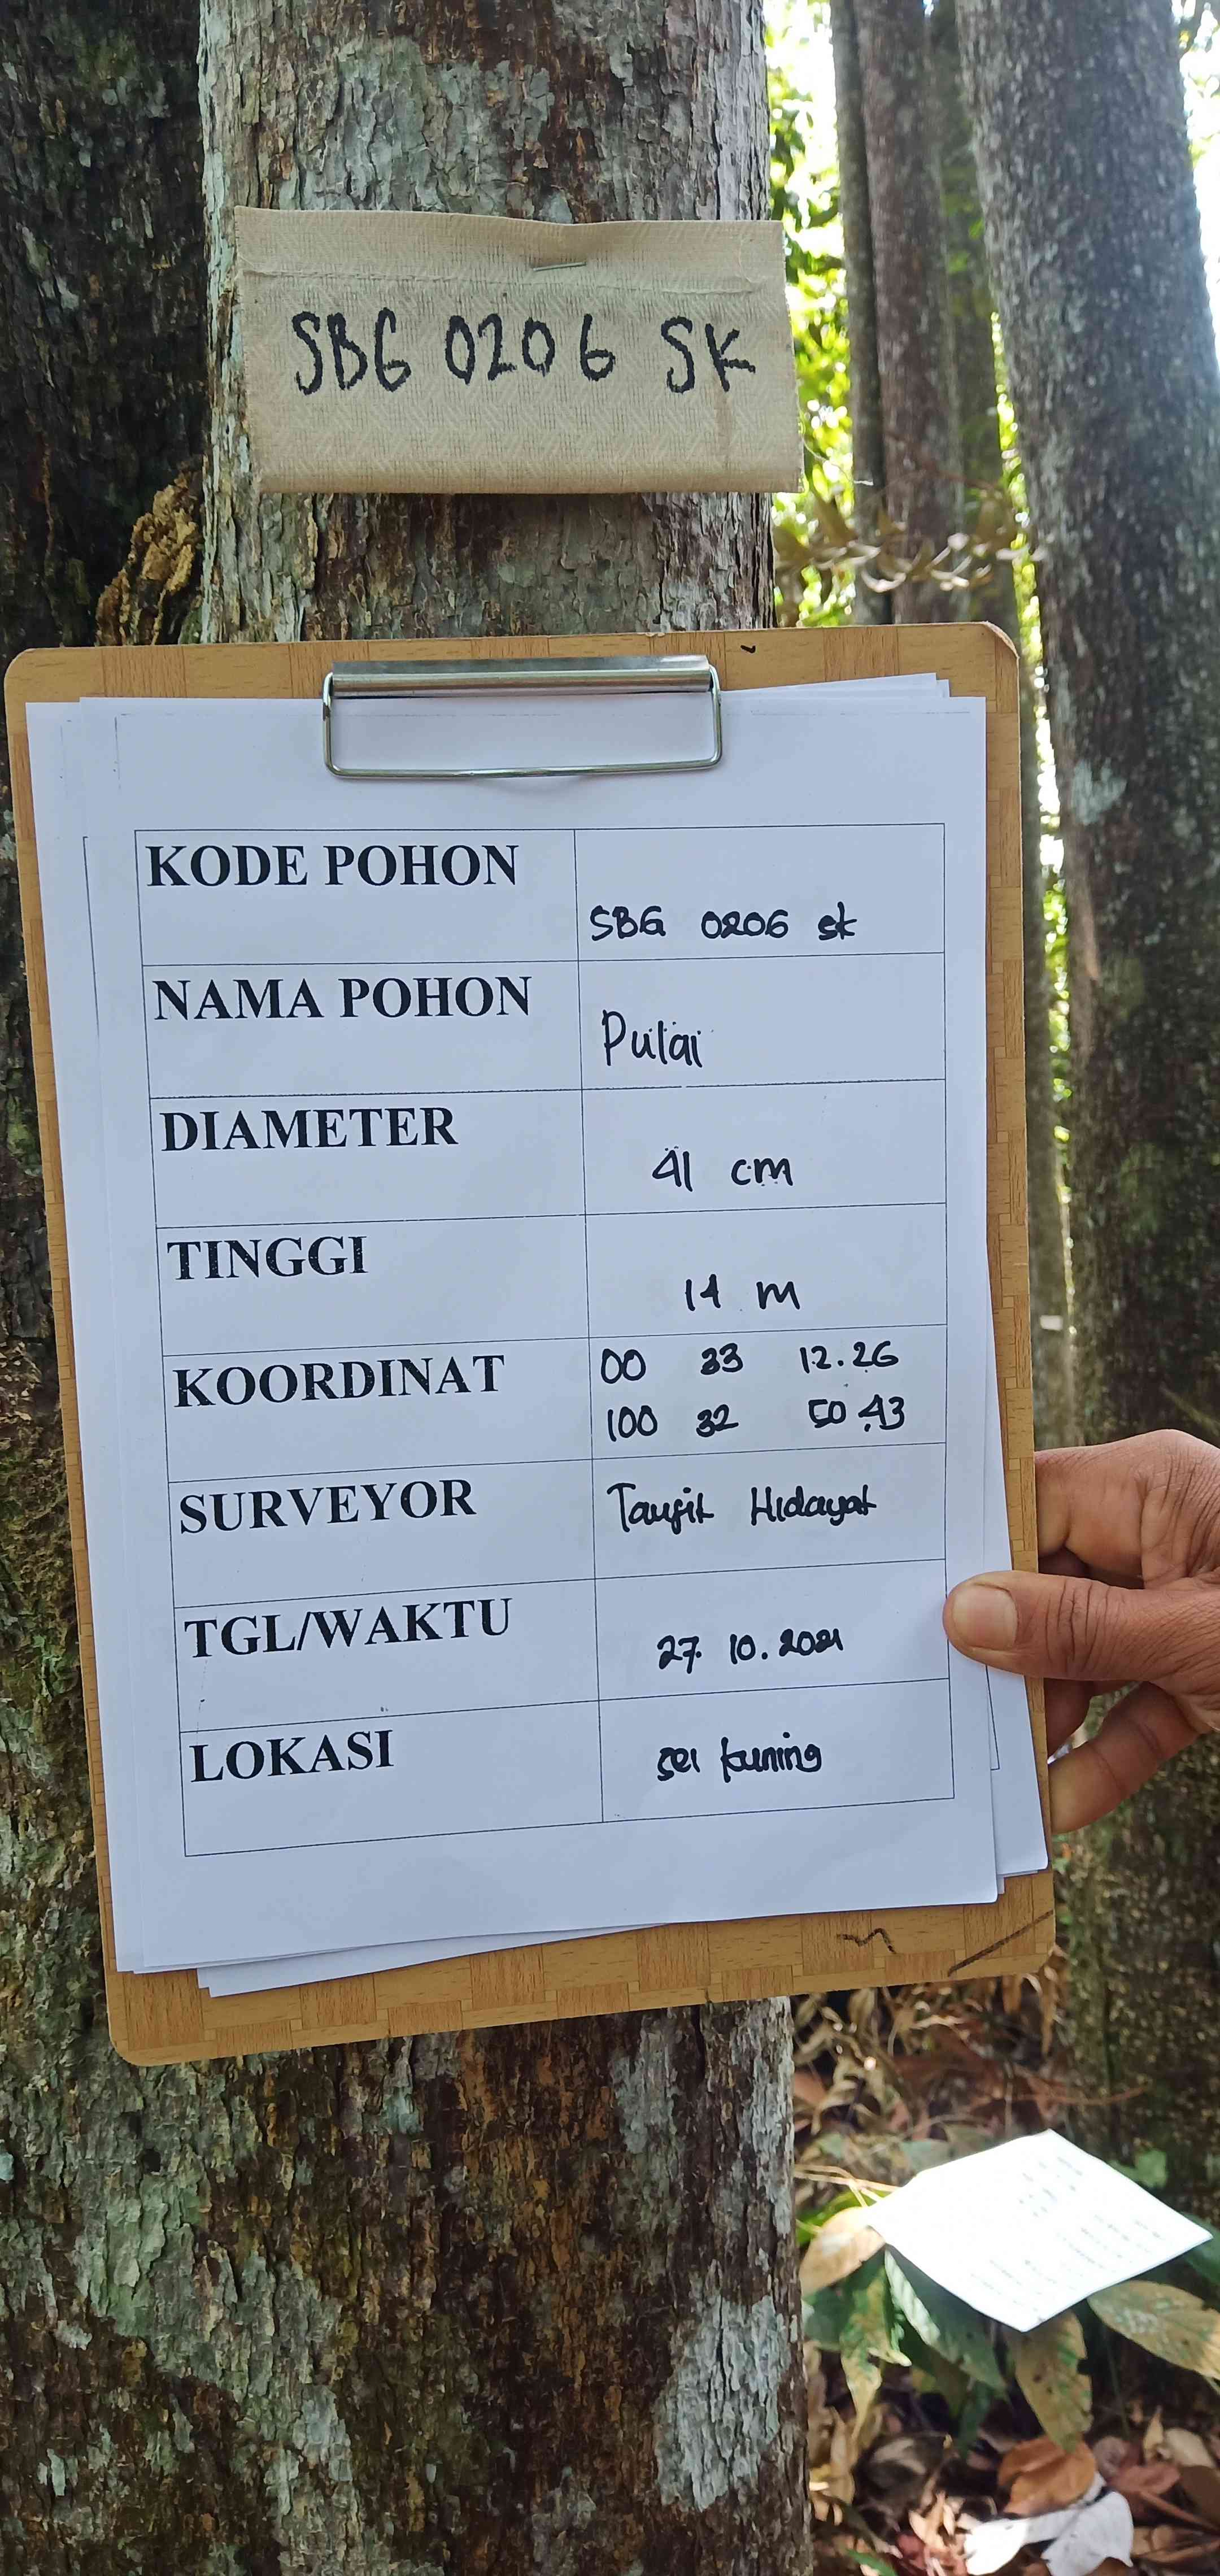 SBG 0206 SK
KODE POHON
SBG 0206 sk
NAMA POHON
Pulai
DIAMETER
41 cm
TINGGI
14 m
KOORDINAT
00 33 12.26
100 32 50.43
SURVEYOR
Taufik Hidayat
TGL/WAKTU
27.10.2021
LOKASI
sei kuning